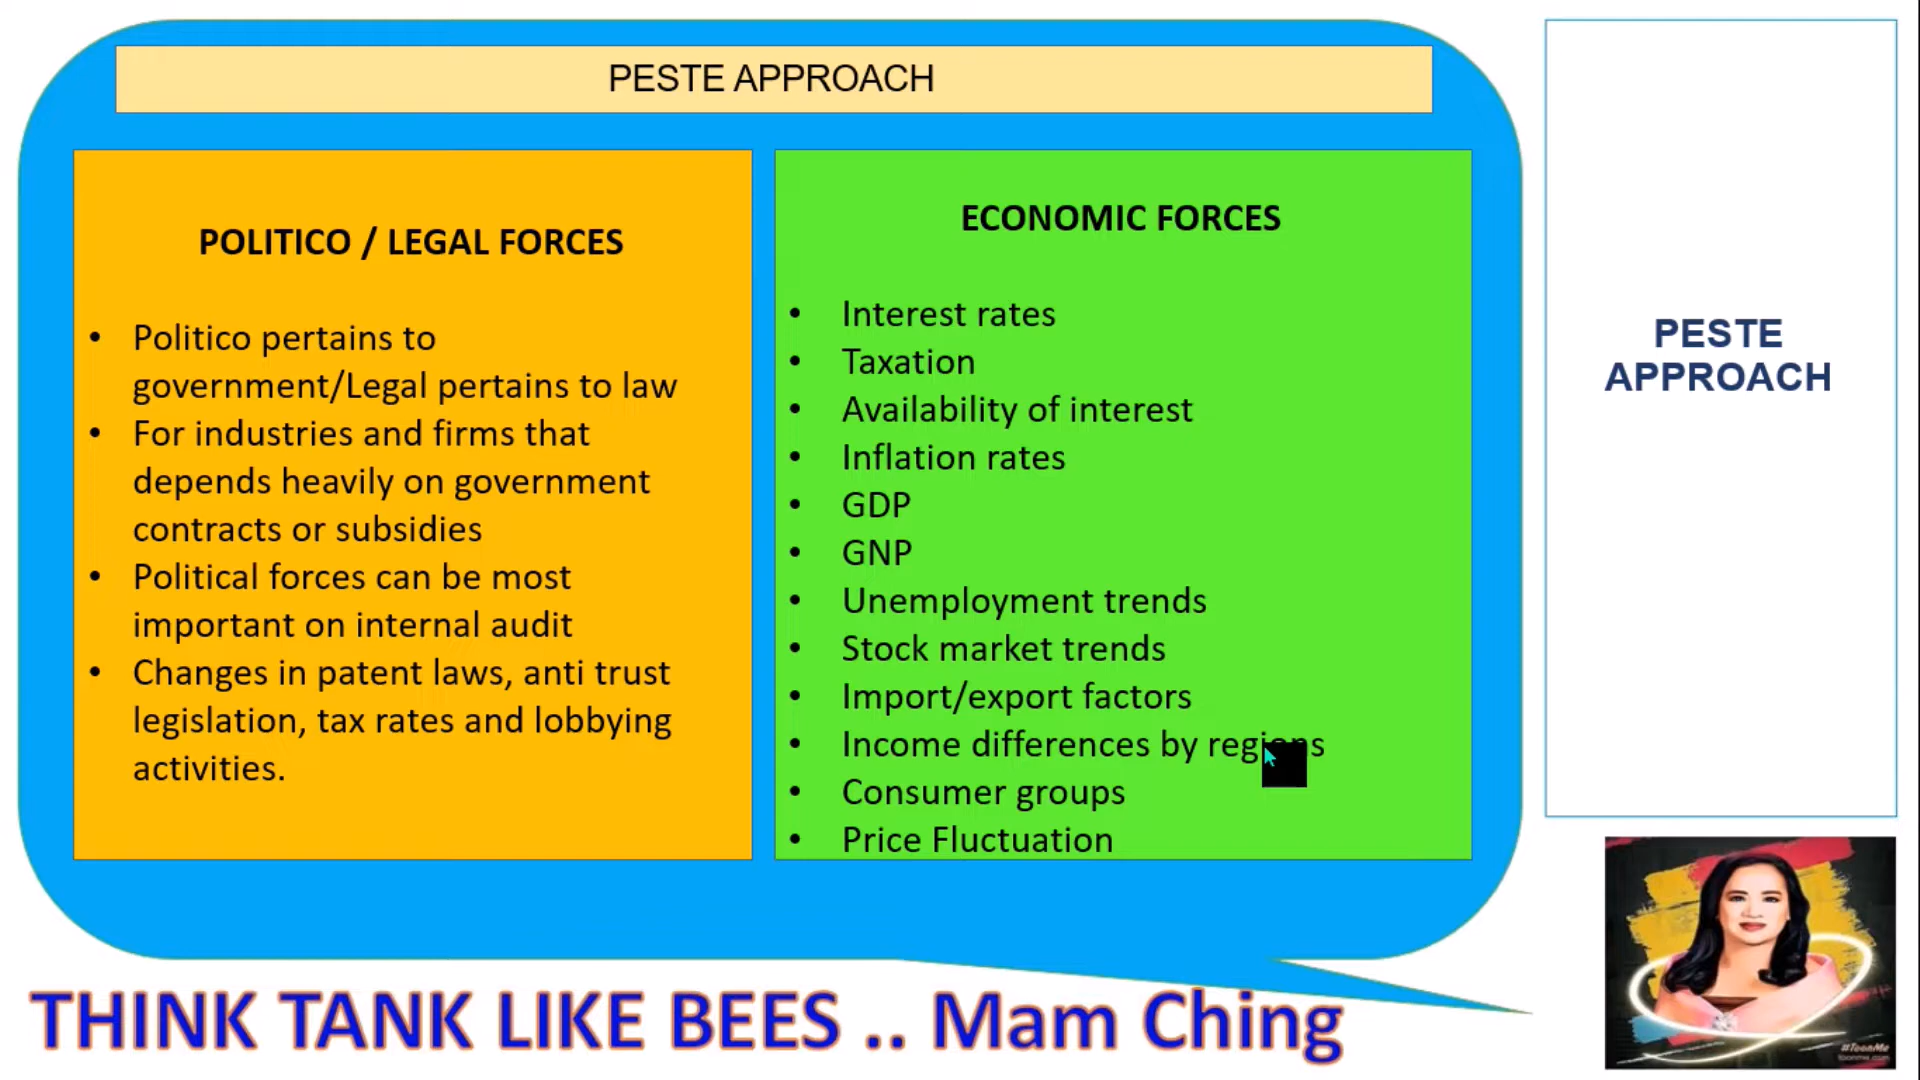 PESTE APPROACH
POLITICO / LEGAL FORCES
• Politico pertains to
government/Legal pertains to law
• For industries and firms that
depends heavily on government
contracts or subsidies
• Political forces can be most
important on internal audit
• Changes in patent laws, anti trust
legislation, tax rates and lobbying
activities.
ECONOMIC FORCES
• Interest rates
• Taxation
• Availability of interest
• Inflation rates
• GDP
• GNP
• Unemployment trends
• Stock market trends
• Import/export factors
• Income differences by regions
• Consumer groups
• Price Fluctuation
PESTE
APPROACH
THINK TANK LIKE BEES .. Mam Ching
#ToonMe
toonme.com